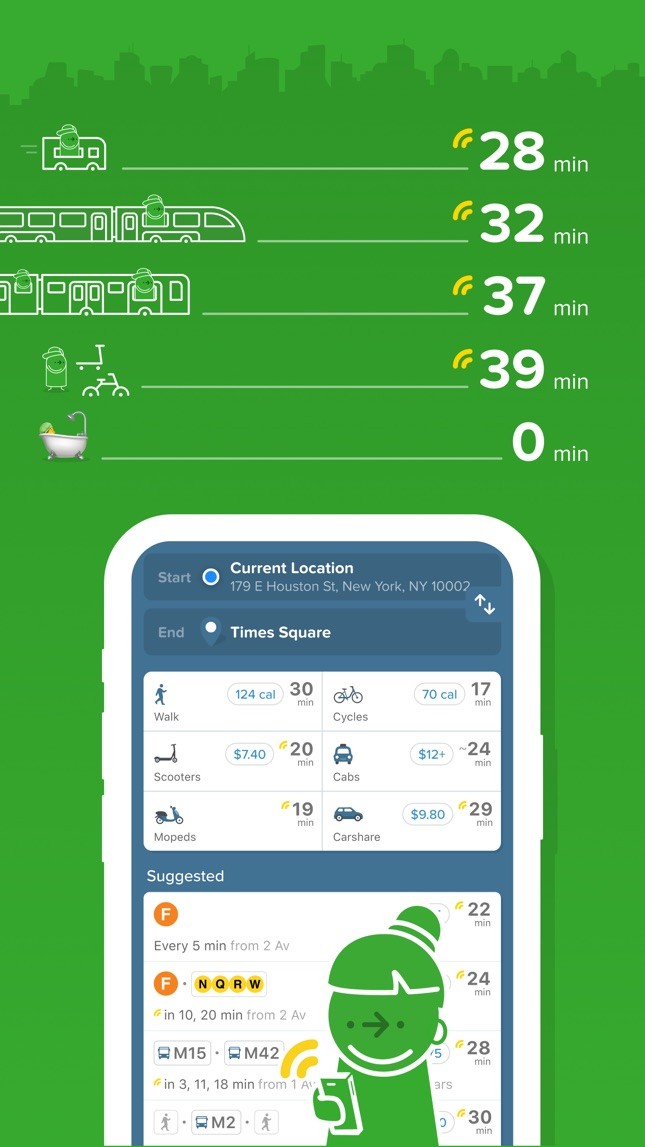 28 min
32 min
37 min
39 min
0 min
Start Current Location
179 E Houston St, New York, NY 10002
End Times Square
Walk 124 cal 30 min
Cycles 70 cal 17 min
Scooters $7.40 20 min
Cabs $12+ ~24 min
Mopeds 19 min
Carshare $9.80 29 min
Suggested
F 22 min
Every 5 min from 2 Av
F · N Q R W 24 min
in 10, 20 min from 2 Av
M15 · M42 28 min
in 3, 11, 18 min from 1
M2 30 min